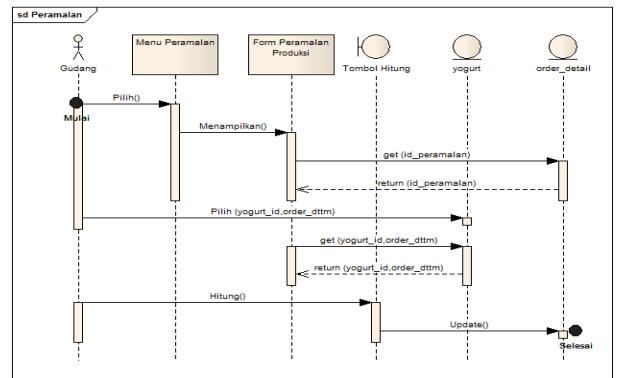 sd Peramalan
Gudang
Menu Peramalan
Form Peramalan
Produksi
Tombol Hitung
yogurt
order_detail
Mulai
Pilih()
Menampilkan()
get (id_peramalan)
return (id_peramalan)
Pilih (yogurt_id,order_dttm)
get (yogurt_id,order_dttm)
return (yogurt_id,order_dttm)
Hitung()
Update()
Selesai